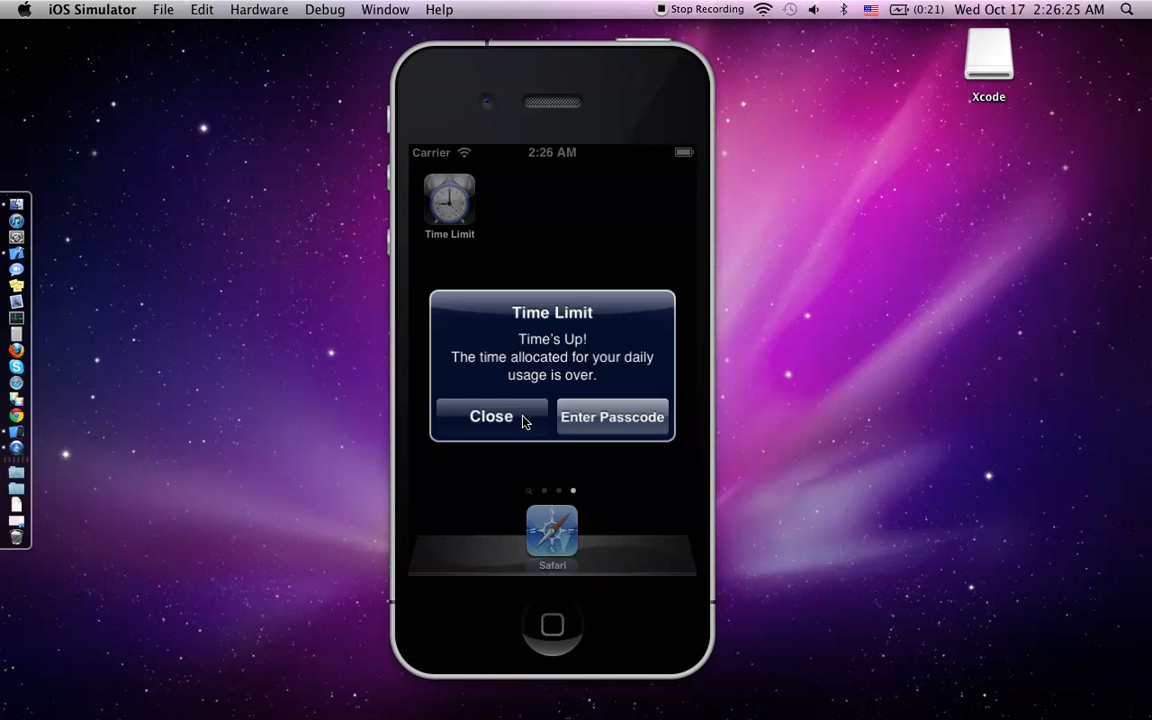 iOS Simulator File Edit Hardware Debug Window Help Stop Recording (0:21) Wed Oct 17 2:26:25 AM
Xcode
Carrier 2:26 AM
Time Limit
Time Limit
Time's Up!
The time allocated for your daily
usage is over.
Close Enter Passcode
Safari